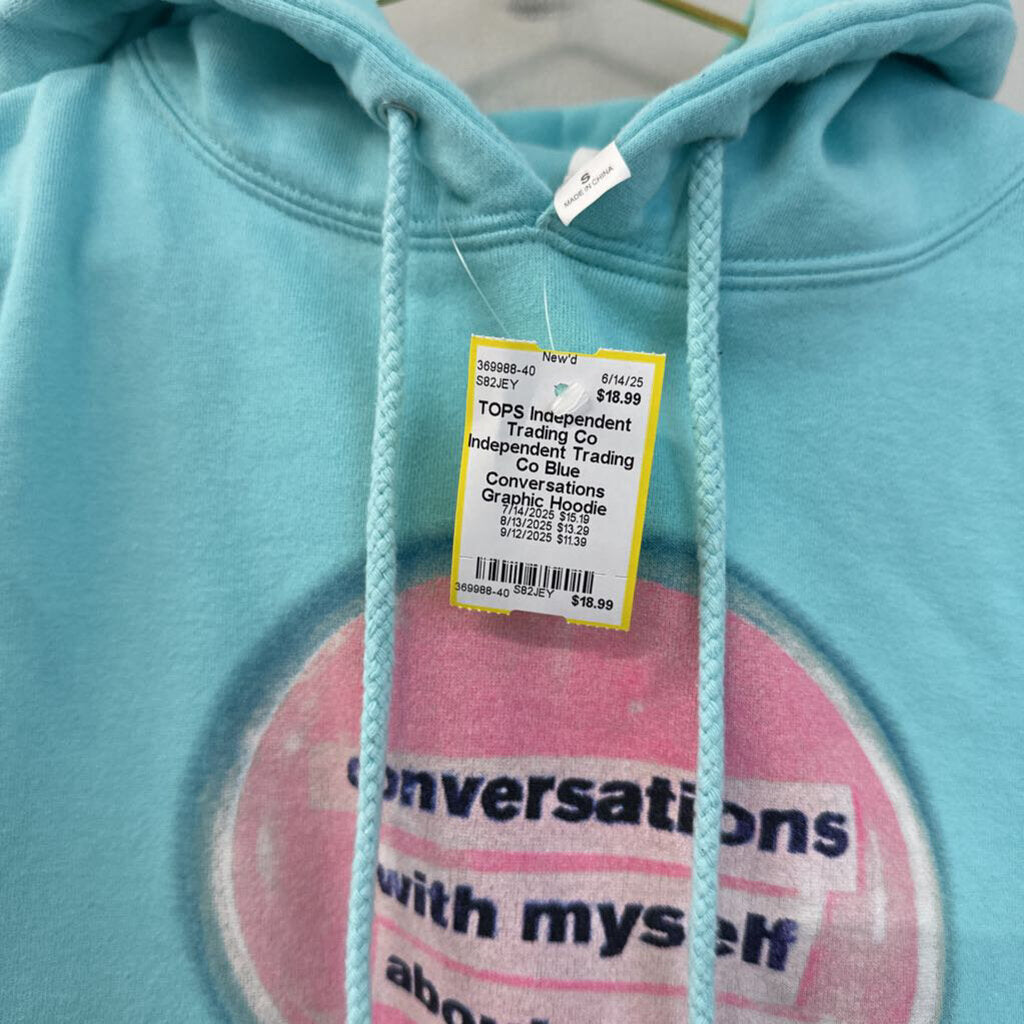 S
MADE IN CHINA
New'd
369988-40
6/14/25
S82JEY
$18.99
TOPS Independent
Trading Co
Independent Trading
Co Blue
Conversations
Graphic Hoodie
7/14/2025 $15.19
8/13/2025 $13.29
9/12/2025 $11.39
369988-40 S82JEY $18.99
conversations
with myself
about